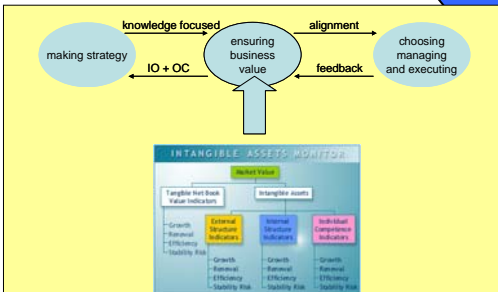 knowledge focused
alignment
making strategy
ensuring
business
value
choosing
managing
and executing
IO + OC
feedback
INTANGIBLE ASSETS MONITOR
Market Value
Tangible Net Book
Value Indicators
Intangible Assets
Growth
Renewal
Efficiency
Stability Risk
External
Structure
Indicators
Internal
Structure
Indicators
Individual
Competence
Indicators
Growth
Renewal
Efficiency
Stability Risk
Growth
Renewal
Efficiency
Stability Risk
Growth
Renewal
Efficiency
Stability Risk